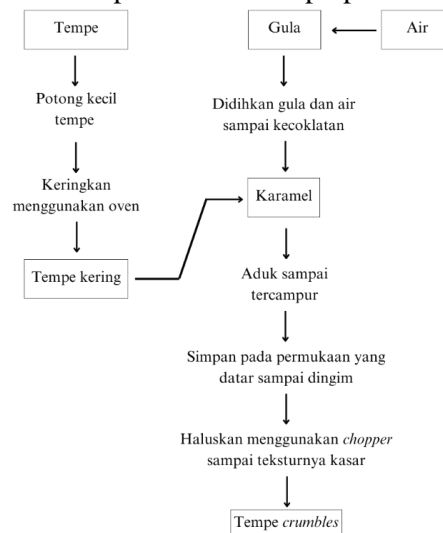 Tempe
Potong kecil
tempe
Keringkan
menggunakan oven
Tempe kering
Gula
Air
Didihkan gula dan air
sampai kecoklatan
Karamel
Aduk sampai
tercampur
Simpan pada permukaan yang
datar sampai dingim
Haluskan menggunakan chopper
sampai teksturnya kasar
Tempe crumbles